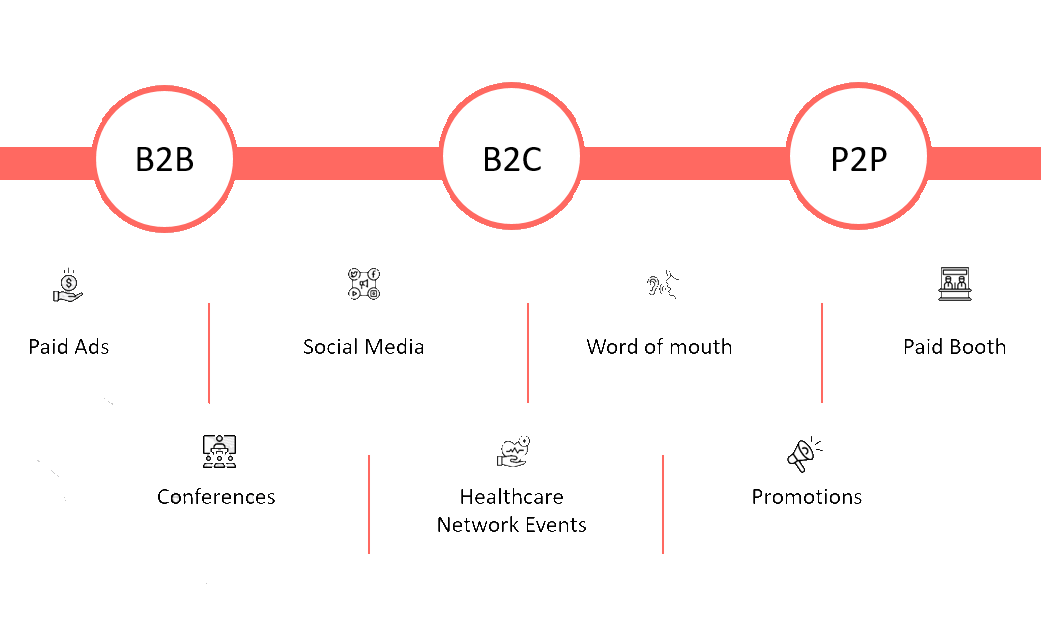 B2B
B2C
P2P
Paid Ads
Social Media
Word of mouth
Paid Booth
Conferences
Healthcare
Network Events
Promotions